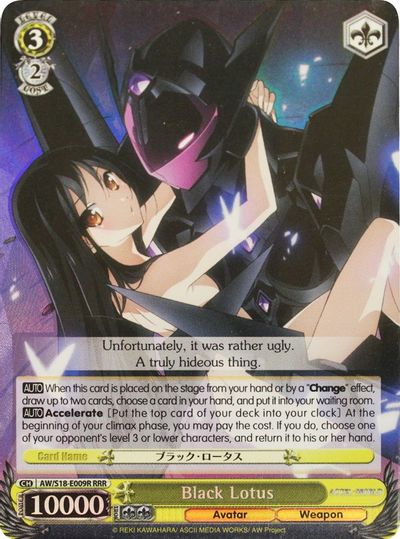 LEVEL
3
2
COST
Unfortunately, it was rather ugly.
A truly hideous thing.
AUTO When this card is placed on the stage from your hand or by a "Change" effect,
draw up to two cards, choose a card in your hand, and put it into your waiting room.
AUTO Accelerate [Put the top card of your deck into your clock] At the
beginning of your climax phase, you may pay the cost. If you do, choose one
of your opponent's level 3 or lower characters, and return it to his or her hand.
Card Name
ブラック・ロータス
CH AW/S18-E009R RRR
POWER
10000
Black Lotus
Avatar
Weapon
© REKI KAWAHARA/ ASCII MEDIA WORKS/ AW Project